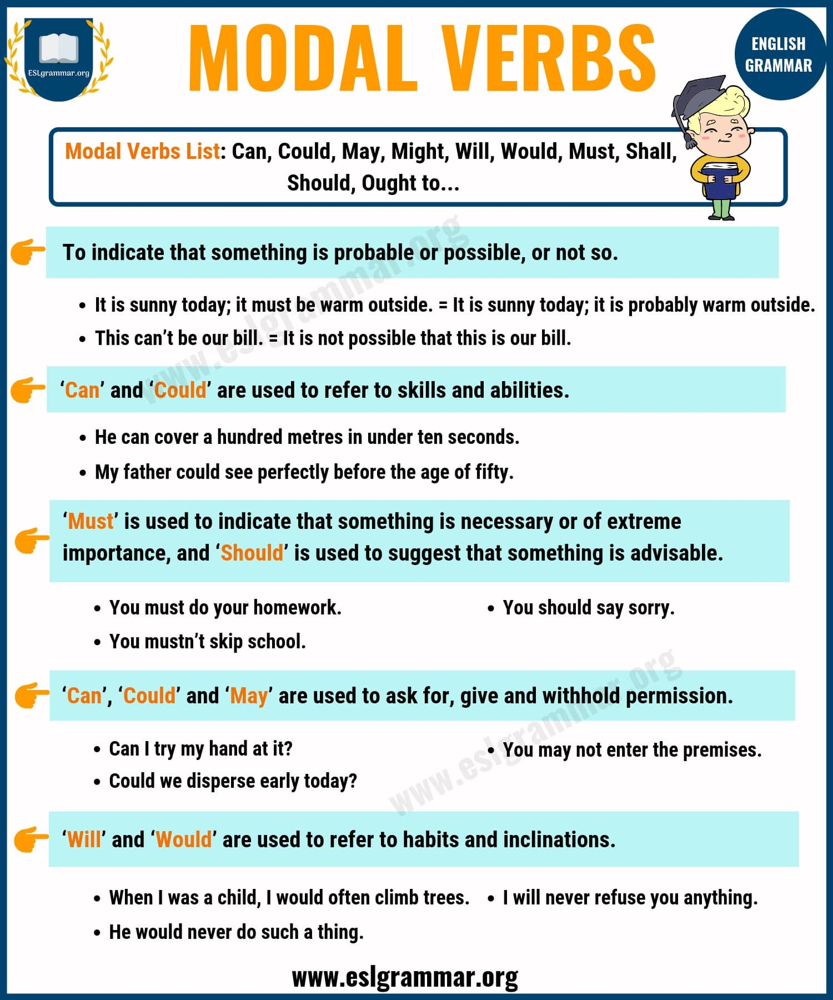 ESLgrammar.org
MODAL VERBS
ENGLISH
GRAMMAR
Modal Verbs List: Can, Could, May, Might, Will, Would, Must, Shall,
Should, Ought to...
To indicate that something is probable or possible, or not so.
• It is sunny today; it must be warm outside. = It is sunny today; it is probably warm outside.
• This can’t be our bill. = It is not possible that this is our bill.
www.eslgrammar.org
‘Can’ and ‘Could’ are used to refer to skills and abilities.
• He can cover a hundred metres in under ten seconds.
• My father could see perfectly before the age of fifty.
‘Must’ is used to indicate that something is necessary or of extreme
importance, and ‘Should’ is used to suggest that something is advisable.
• You must do your homework.
• You mustn’t skip school.
• You should say sorry.
‘Can’, ‘Could’ and ‘May’ are used to ask for, give and withhold permission.
• Can I try my hand at it?
• Could we disperse early today?
• You may not enter the premises.
www.eslgrammar.org
‘Will’ and ‘Would’ are used to refer to habits and inclinations.
• When I was a child, I would often climb trees.
• He would never do such a thing.
• I will never refuse you anything.
www.eslgrammar.org